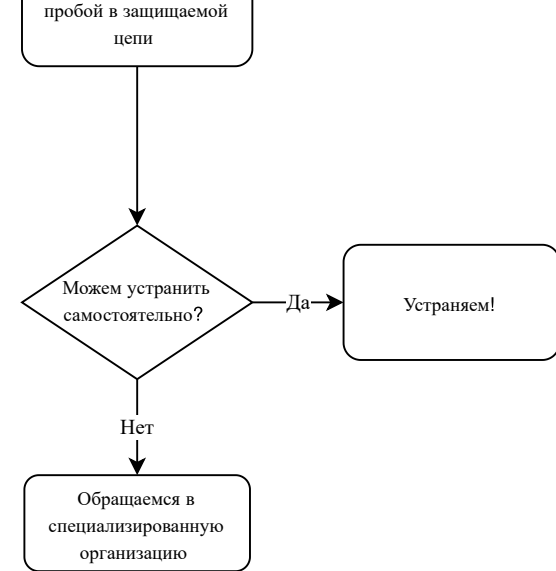 пробой в защищаемой
цепи
Можем устранить
самостоятельно?
Да
Устраняем!
Нет
Обращаемся в
специализированную
организацию